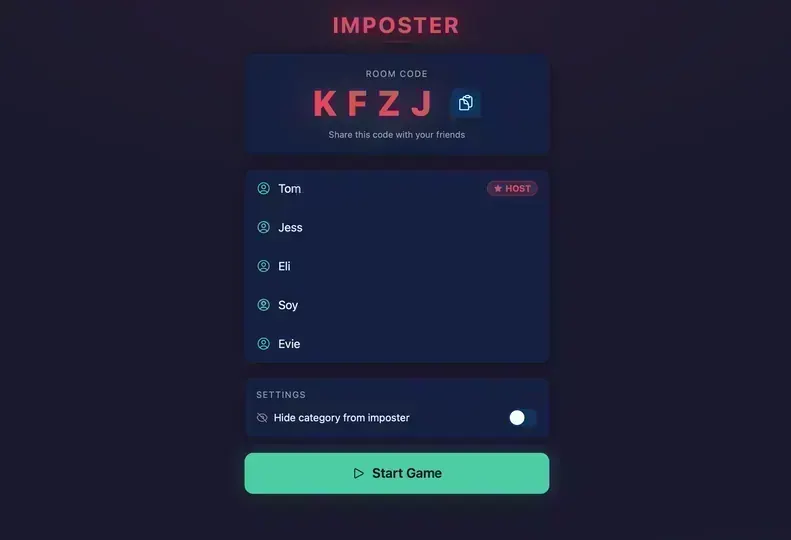 IMPOSTER
ROOM CODE
KFZJ
Share this code with your friends
Tom HOST
Jess
Eli
Soy
Evie
SETTINGS
Hide category from imposter
Start Game